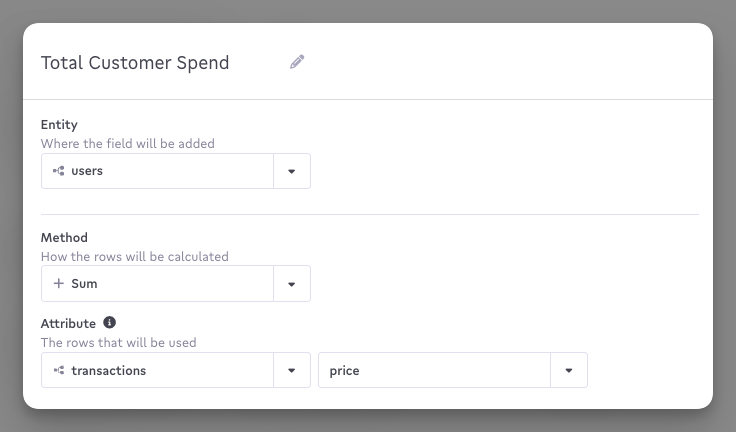 Total Customer Spend
Entity
Where the field will be added
users
Method
How the rows will be calculated
Sum
Attribute
The rows that will be used
transactions
price